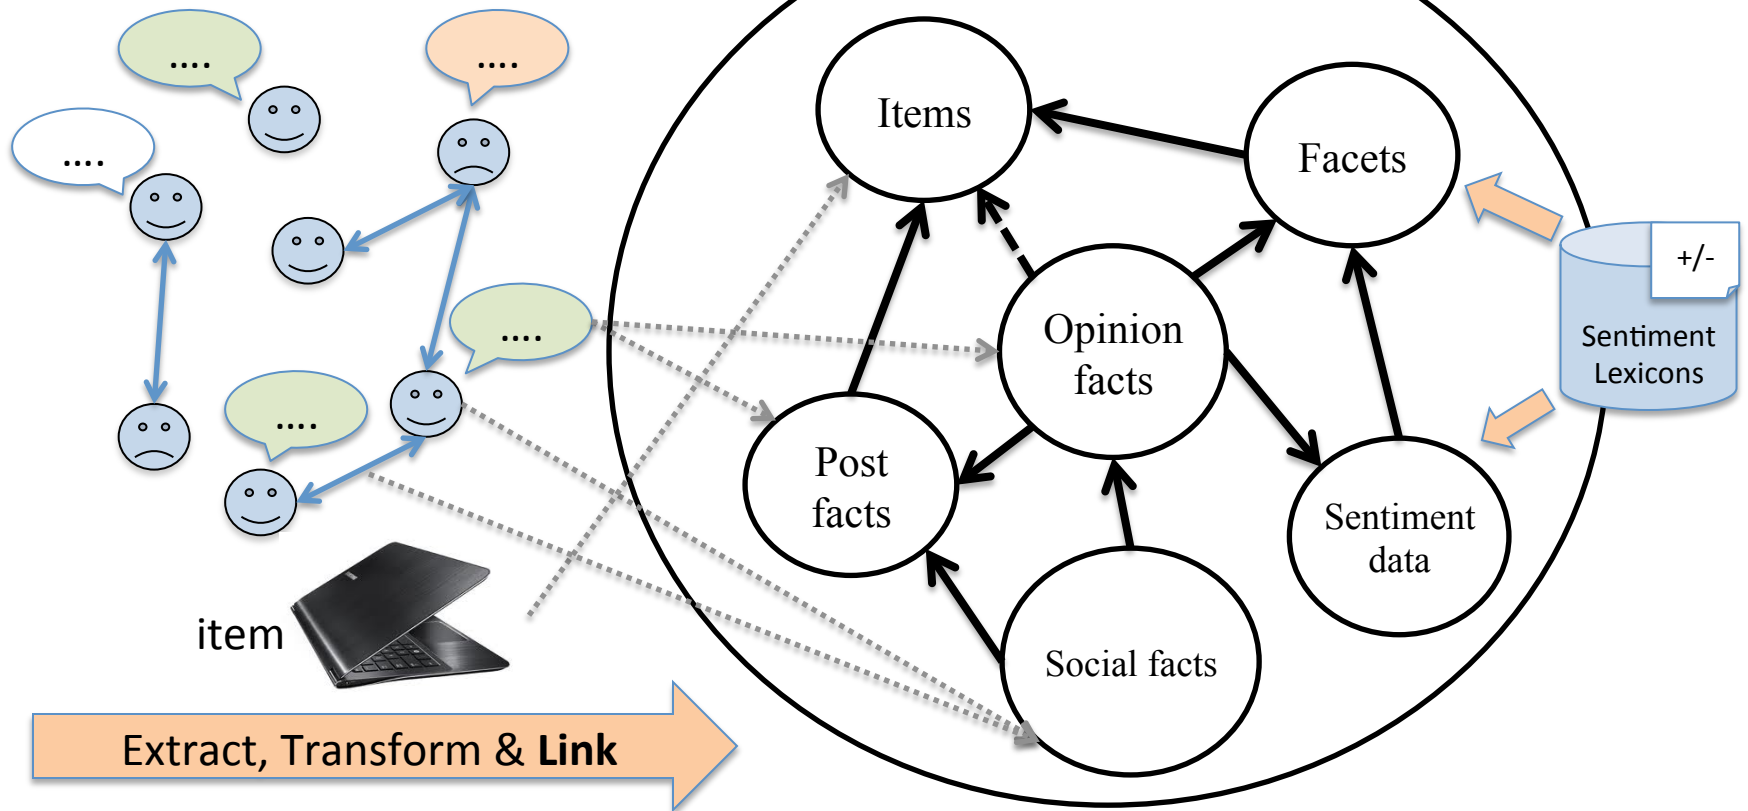 ....
....
....
....
....
item
Extract, Transform & Link
Items
Facets
Opinion
facts
Post
facts
Sentiment
data
Social facts
+/-
Sentiment
Lexicons